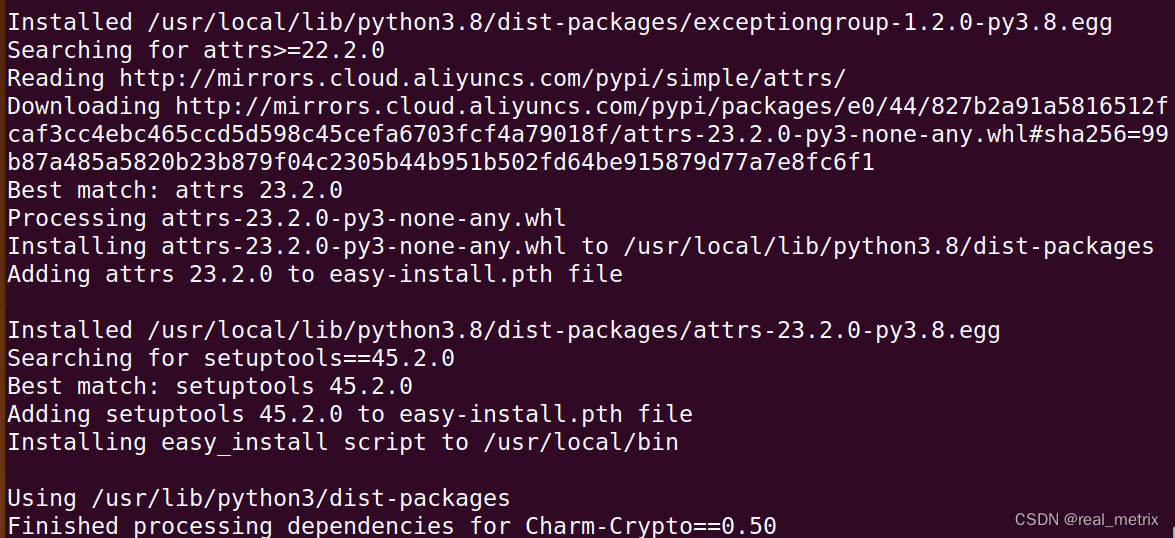 Installed /usr/local/lib/python3.8/dist-packages/exceptiongroup-1.2.0-py3.8.egg
Searching for attrs>=22.2.0
Reading http://mirrors.cloud.aliyuncs.com/pypi/simple/attrs/
Downloading http://mirrors.cloud.aliyuncs.com/pypi/packages/e0/44/827b2a91a5816512f
caf3cc4ebc465ccd5d598c45cefa6703fcf4a79018f/attrs-23.2.0-py3-none-any.whl#sha256=99
b87a485a5820b23b879f04c2305b44b951b502fd64be915879d77a7e8fc6f1
Best match: attrs 23.2.0
Processing attrs-23.2.0-py3-none-any.whl
Installing attrs-23.2.0-py3-none-any.whl to /usr/local/lib/python3.8/dist-packages
Adding attrs 23.2.0 to easy-install.pth file
Installed /usr/local/lib/python3.8/dist-packages/attrs-23.2.0-py3.8.egg
Searching for setuptools==45.2.0
Best match: setuptools 45.2.0
Adding setuptools 45.2.0 to easy-install.pth file
Installing easy_install script to /usr/local/bin
Using /usr/lib/python3/dist-packages
Finished processing dependencies for Charm-Crypto==0.50
CSDN @real_metrix